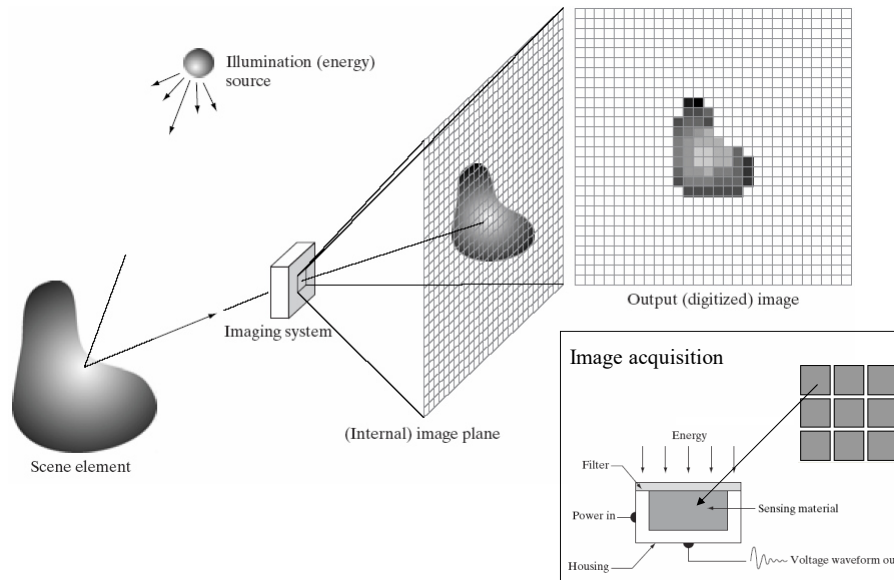 Illumination (energy)
source
Output (digitized) image
Imaging system
(Internal) image plane
Scene element
Image acquisition
Energy
Filter
Sensing material
Power in
Housing
Voltage waveform ou